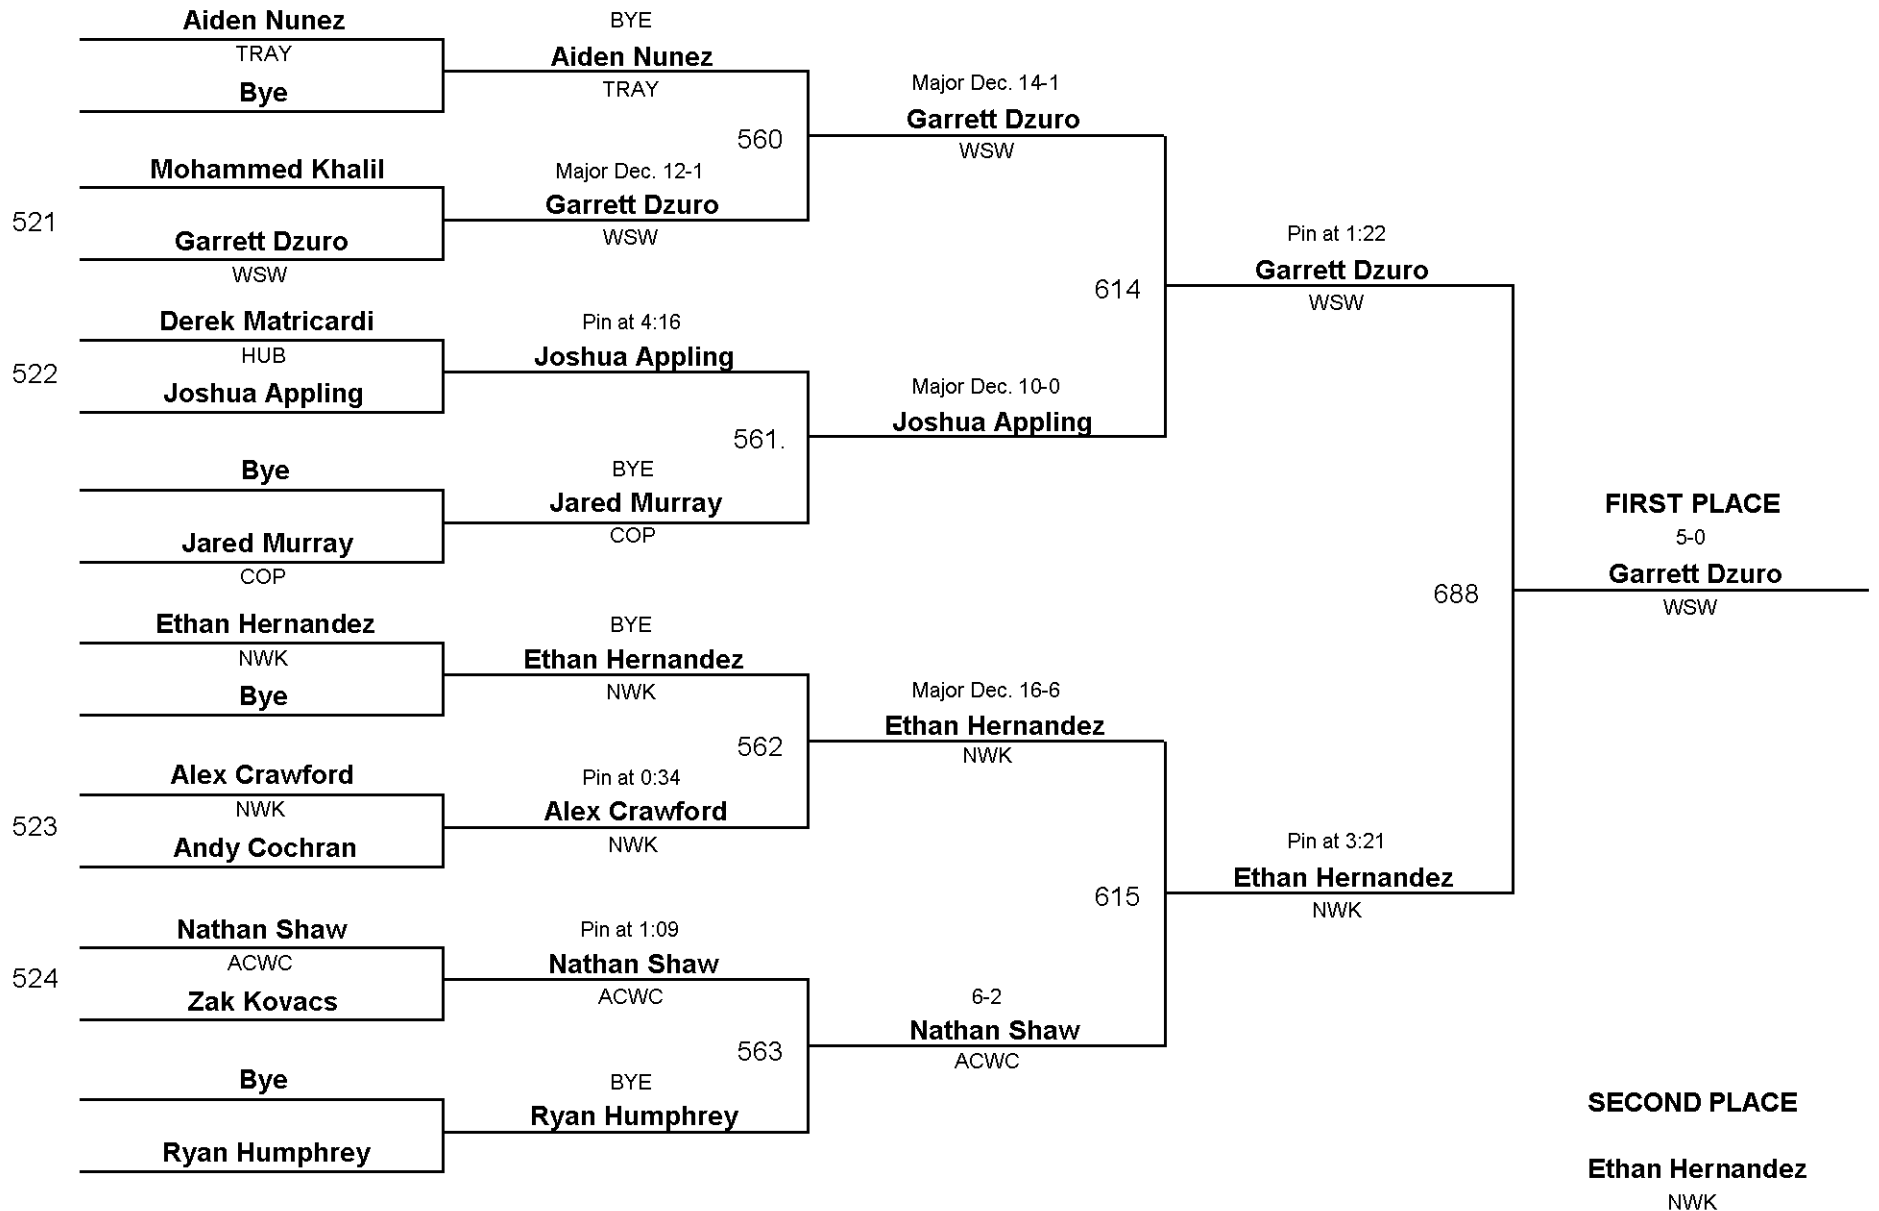 Aiden Nunez
TRAY
Bye
Mohammed Khalil
521
Garrett Dzuro
WSW
Derek Matricardi
522
HUB
Joshua Appling
Bye
Jared Murray
COP
Ethan Hernandez
NWK
Bye
Alex Crawford
523
NWK
Andy Cochran
Nathan Shaw
524
ACWC
Zak Kovacs
Bye
Ryan Humphrey
BYE
Aiden Nunez
TRAY
560
Major Dec. 12-1
Garrett Dzuro
WSW
Pin at 4:16
Joshua Appling
561.
BYE
Jared Murray
COP
BYE
Ethan Hernandez
NWK
562
Pin at 0:34
Alex Crawford
NWK
Pin at 1:09
Nathan Shaw
ACWC
563
BYE
Ryan Humphrey
Major Dec. 14-1
Garrett Dzuro
WSW
614
Major Dec. 10-0
Joshua Appling
Major Dec. 16-6
Ethan Hernandez
NWK
615
6-2
Nathan Shaw
ACWC
Pin at 1:22
Garrett Dzuro
WSW
688
Pin at 3:21
Ethan Hernandez
NWK
FIRST PLACE
5-0
Garrett Dzuro
WSW
SECOND PLACE
Ethan Hernandez
NWK